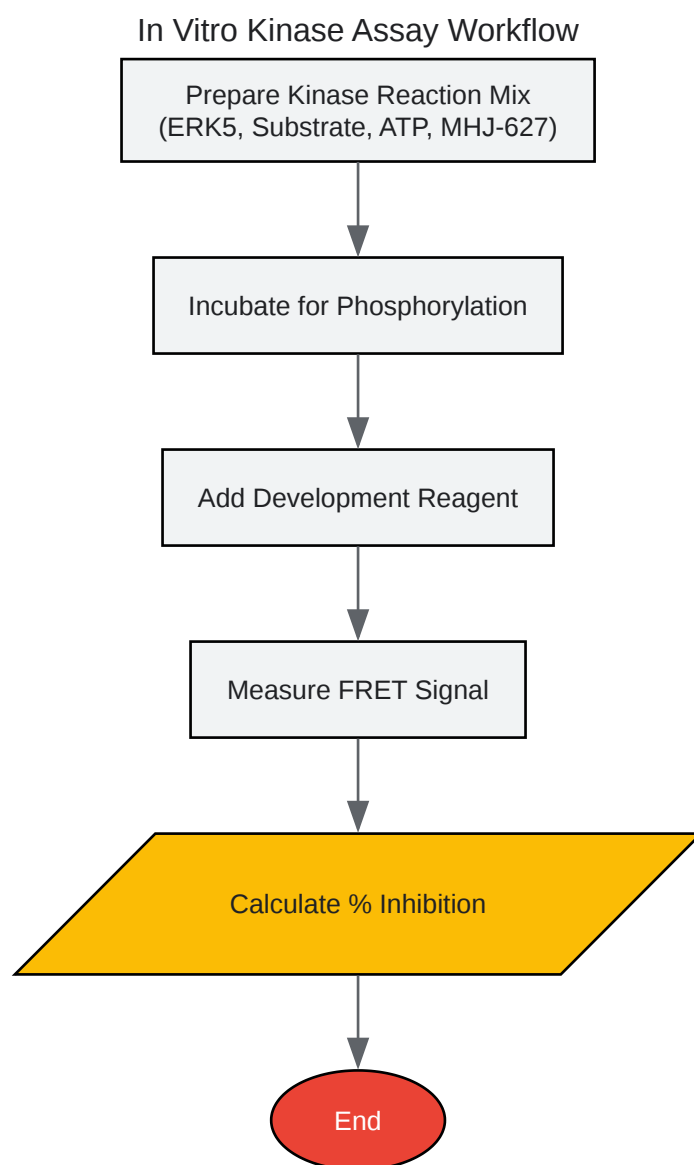 In Vitro Kinase Assay Workflow
Prepare Kinase Reaction Mix
(ERK5, Substrate, ATP, MHJ-627)
Incubate for Phosphorylation
Add Development Reagent
Measure FRET Signal
Calculate % Inhibition
End